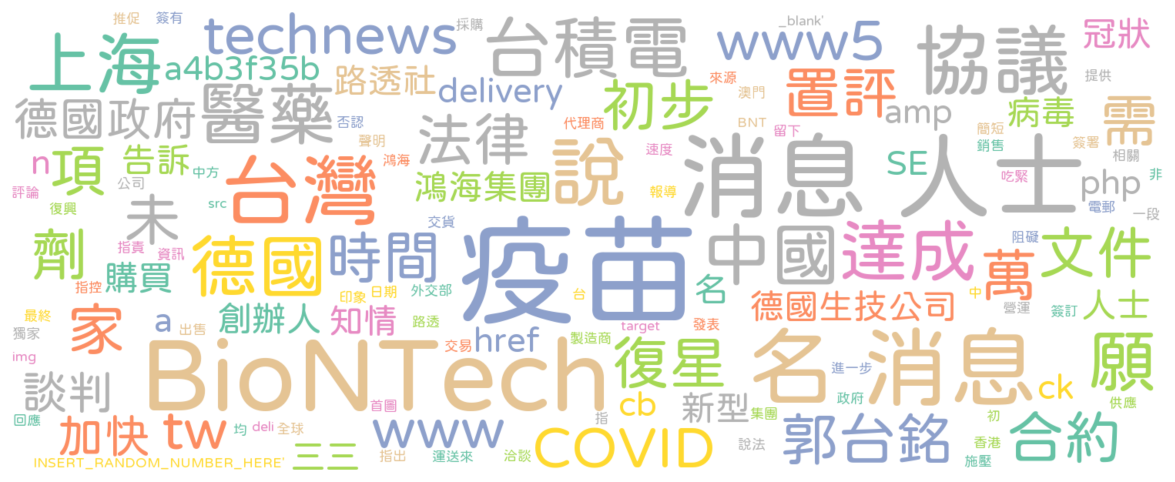 推促
簽有
technews
採購
台積電
_blank'
www5
協議
冠狀
上海
a4b3f35b
路透社
delivery
初步
來源
澳門
置評
amp
提供
病毒
需
德國政府
醫藥
否認
聲明
法律
代理商
BNT
留下
簡短
銷售
簽署
相關
n
項
告訴
中方
鴻海
說
速度
消息人士
SE
吃緊
php
非
評論
復興
公司
src
台灣
鴻海集團
報導
電郵
一段
未
劑
指責
資訊
購買
德國
時間
交貨
疫苗
中國
達成
阻礙
文件
萬
指控
印象
日期
外交部
台
名
德國生技公司
中
營運
簽訂
人士
最終
獨家
家
a
出售
創辦人
知情
路透
href
製造商
target
發表
img
談判
BioNTech
交易
復星
名消息
進一步
政府
願
ck
供應
回應
加快
tw
均
deli
全球
首圖
www
cb
指
新型
集團
初
合約
INSERT_RANDOM_NUMBER_HERE'
三三
指出
運送來
洽談
COVID
說法
郭台銘
香港
施壓